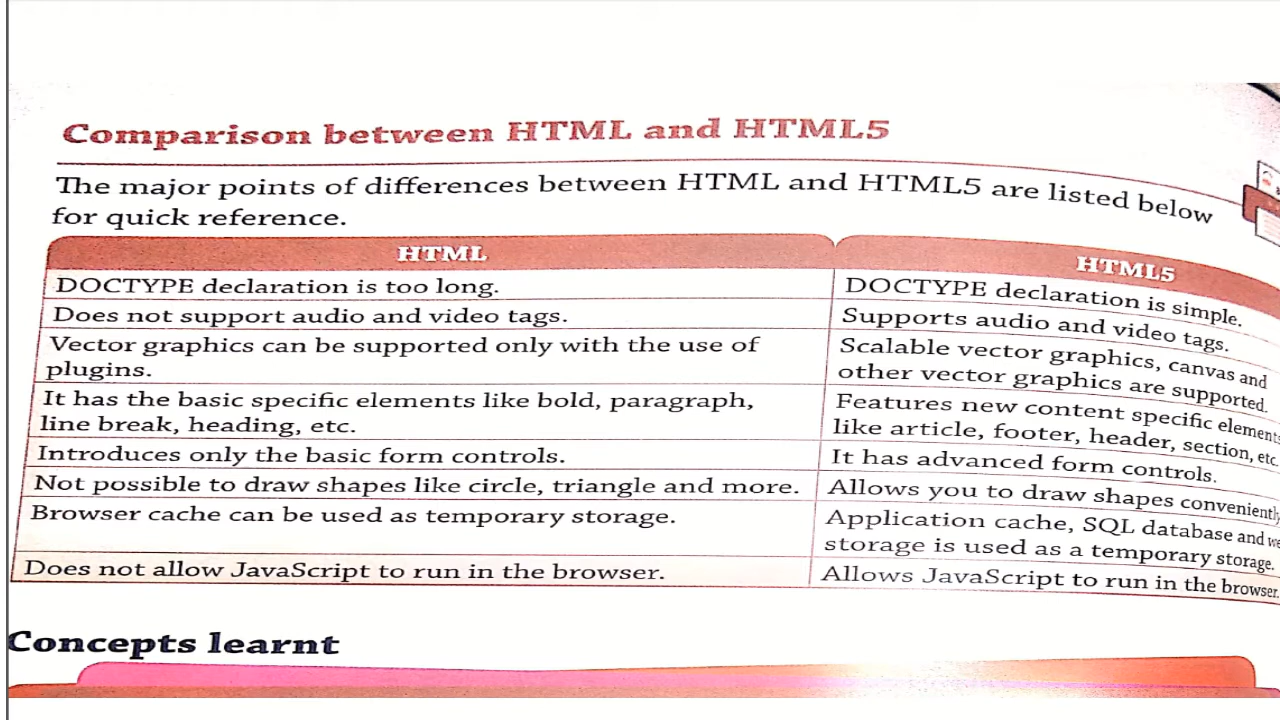 Comparison between HTML and HTML5
The major points of differences between HTML and HTML5 are listed below
for quick reference.
HTML
HTML5
DOCTYPE declaration is too long.
DOCTYPE declaration is simple.
Does not support audio and video tags.
Supports audio and video tags.
Vector graphics can be supported only with the use of
plugins.
Scalable vector graphics, canvas and
other vector graphics are supported.
It has the basic specific elements like bold, paragraph,
line break, heading, etc.
Features new content specific
like article, footer, header, section, etc.
Introduces only the basic form controls.
It has advanced form controls.
Not possible to draw shapes like circle, triangle and more.
Allows you to draw shapes
Browser cache can be used as temporary storage.
Application cache, SQL database and
storage is used as a temporary storage.
Does not allow JavaScript to run in the browser.
Allows JavaScript to run in the browser.
Concepts learnt